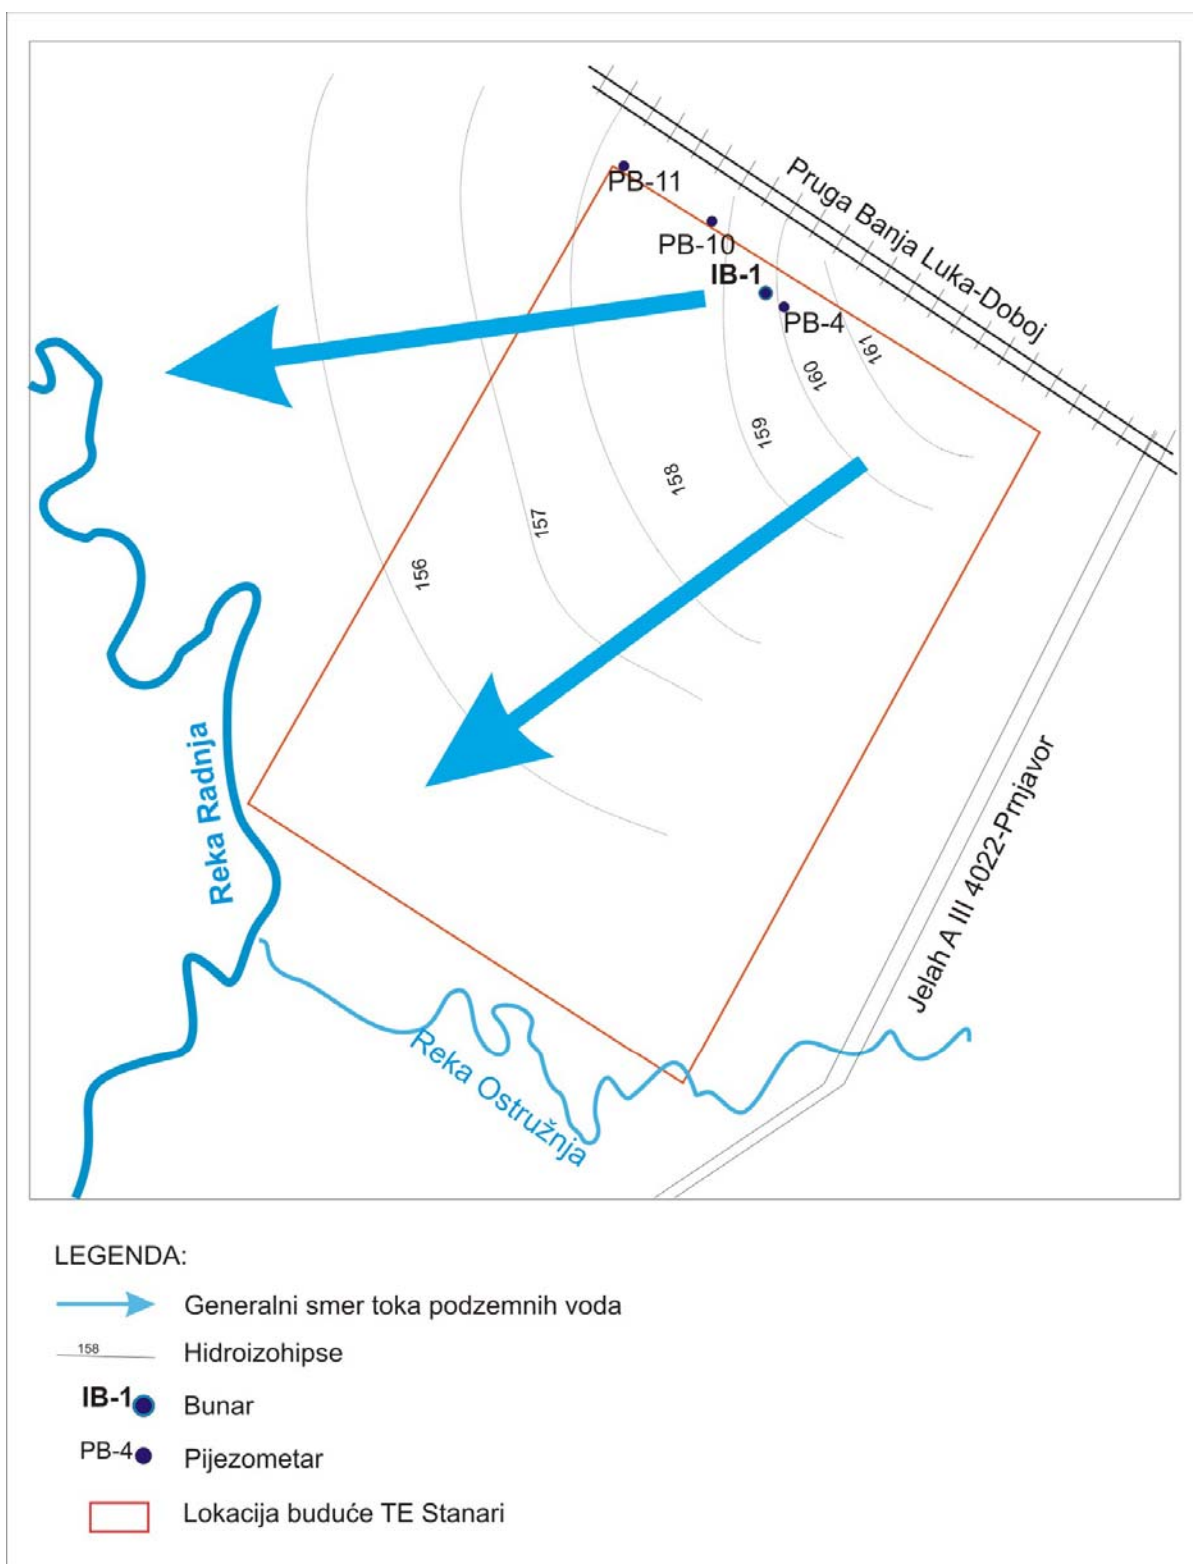 PB-11
Pruga Banja Luka-Doboj
PB-10
IB-1
PB-4
161
160
159
158
157
156
Reka Radnja
Jelah A III 4022-Prnjavor
Reka Ostružnja
LEGENDA:
Generalni smer toka podzemnih voda
158
Hidroizohipse
IB-1
Bunar
PB-4
Pijezometar
Lokacija buduće TE Stanari